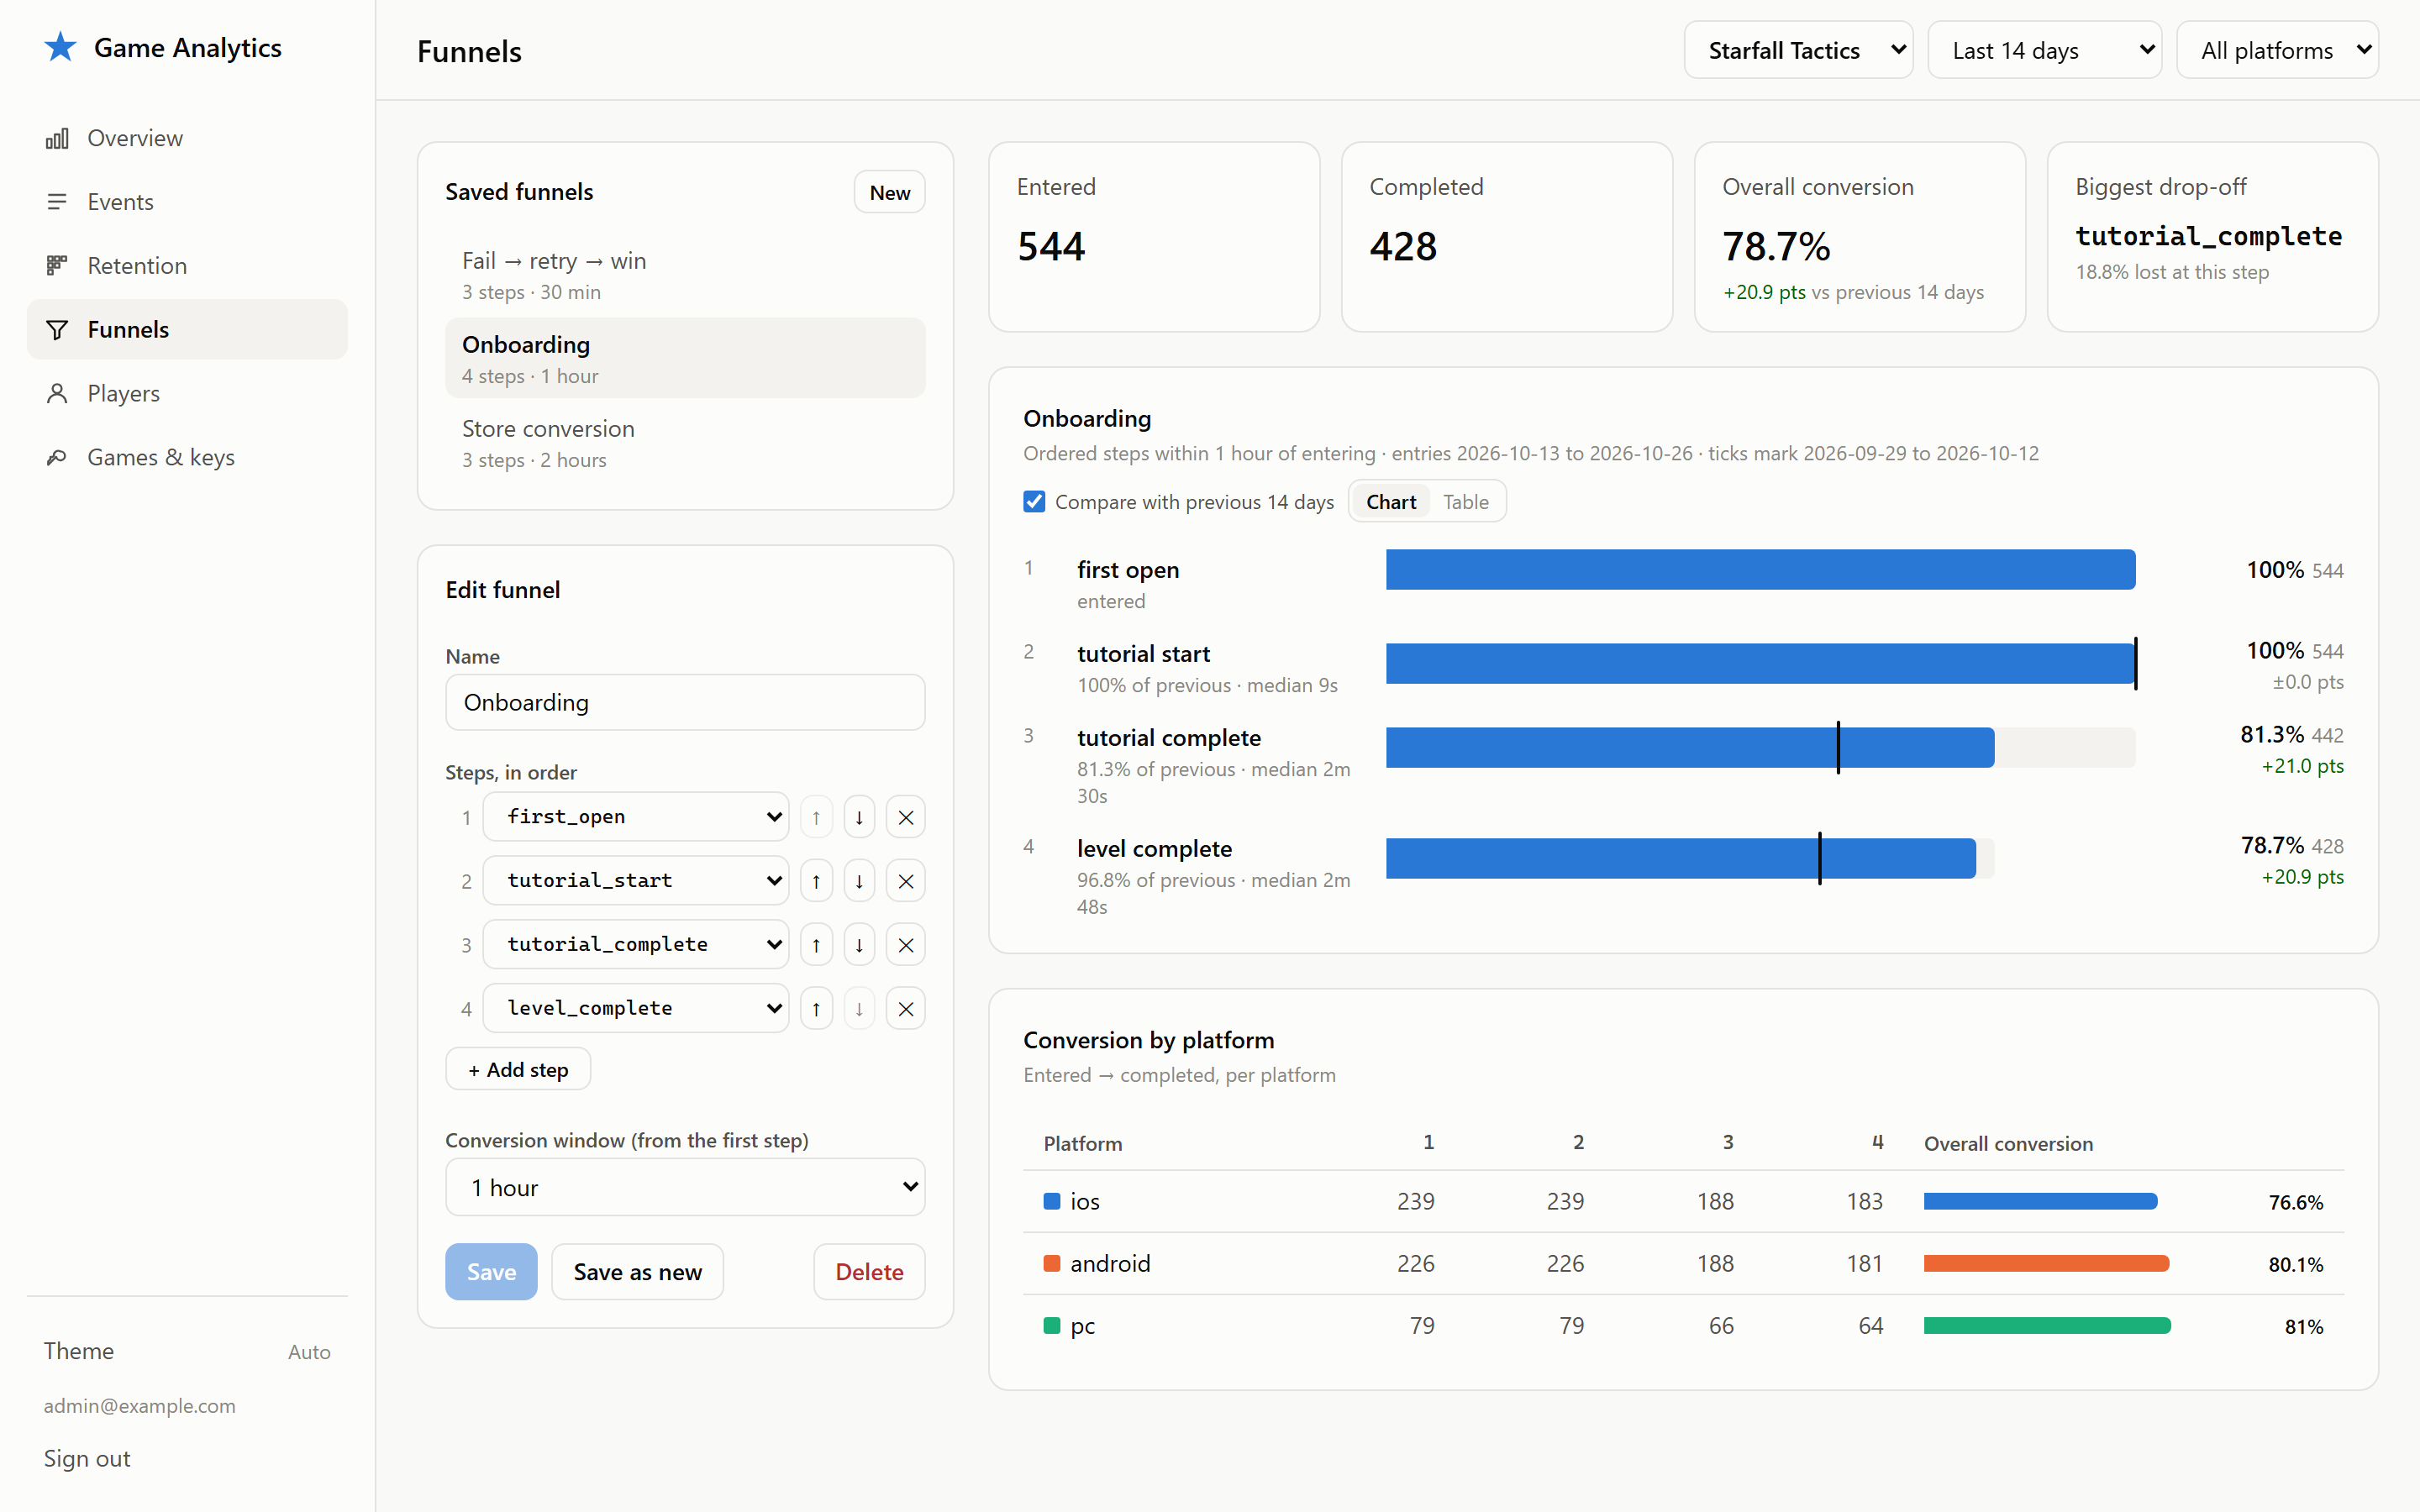 Game Analytics
Overview
Events
Retention
Funnels
Players
Games & keys
Theme Auto
admin@example.com
Sign out
Funnels
Starfall Tactics
Last 14 days
All platforms
Saved funnels
New
Fail → retry → win
3 steps · 30 min
Onboarding
4 steps · 1 hour
Store conversion
3 steps · 2 hours
Edit funnel
Name
Onboarding
Steps, in order
1 first_open ↑ ↓ ×
2 tutorial_start ↑ ↓ ×
3 tutorial_complete ↑ ↓ ×
4 level_complete ↑ ↓ ×
+ Add step
Conversion window (from the first step)
1 hour
Save
Save as new
Delete
Entered
544
Completed
428
Overall conversion
78.7%
+20.9 pts vs previous 14 days
Biggest drop-off
tutorial_complete
18.8% lost at this step
Onboarding
Ordered steps within 1 hour of entering · entries 2026-10-13 to 2026-10-26 · ticks mark 2026-09-29 to 2026-10-12
Compare with previous 14 days
Chart Table
1 first open 100% 544
entered
2 tutorial start 100% 544
100% of previous · median 9s ±0.0 pts
3 tutorial complete 81.3% 442
81.3% of previous · median 2m +21.0 pts
30s
4 level complete 78.7% 428
96.8% of previous · median 2m +20.9 pts
48s
Conversion by platform
Entered → completed, per platform
Platform 1 2 3 4 Overall conversion
ios 239 239 188 183 76.6%
android 226 226 188 181 80.1%
pc 79 79 66 64 81%